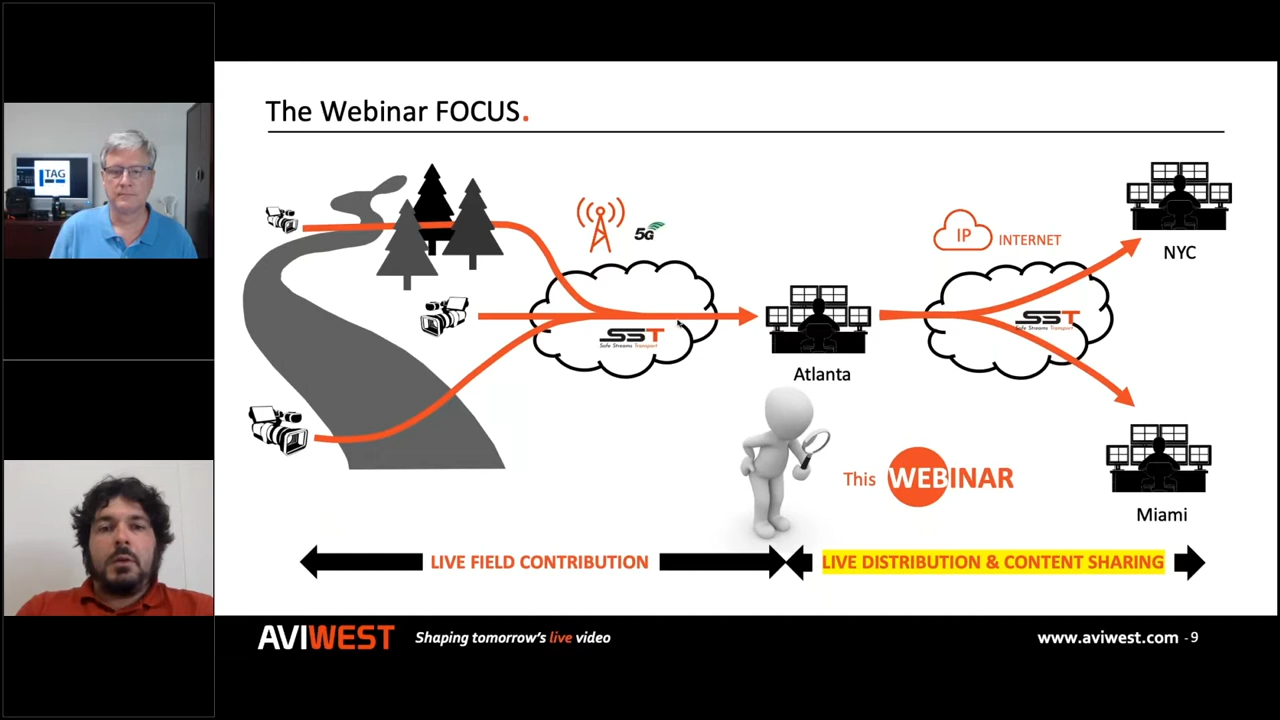 The Webinar FOCUS.
TAG
5G
IP INTERNET
NYC
SST
Safe Streams Transport
SST
Safe Streams Transport
Atlanta
This WEBINAR
Miami
LIVE FIELD CONTRIBUTION
LIVE DISTRIBUTION & CONTENT SHARING
AVIWEST Shaping tomorrow's live video
www.aviwest.com - 9